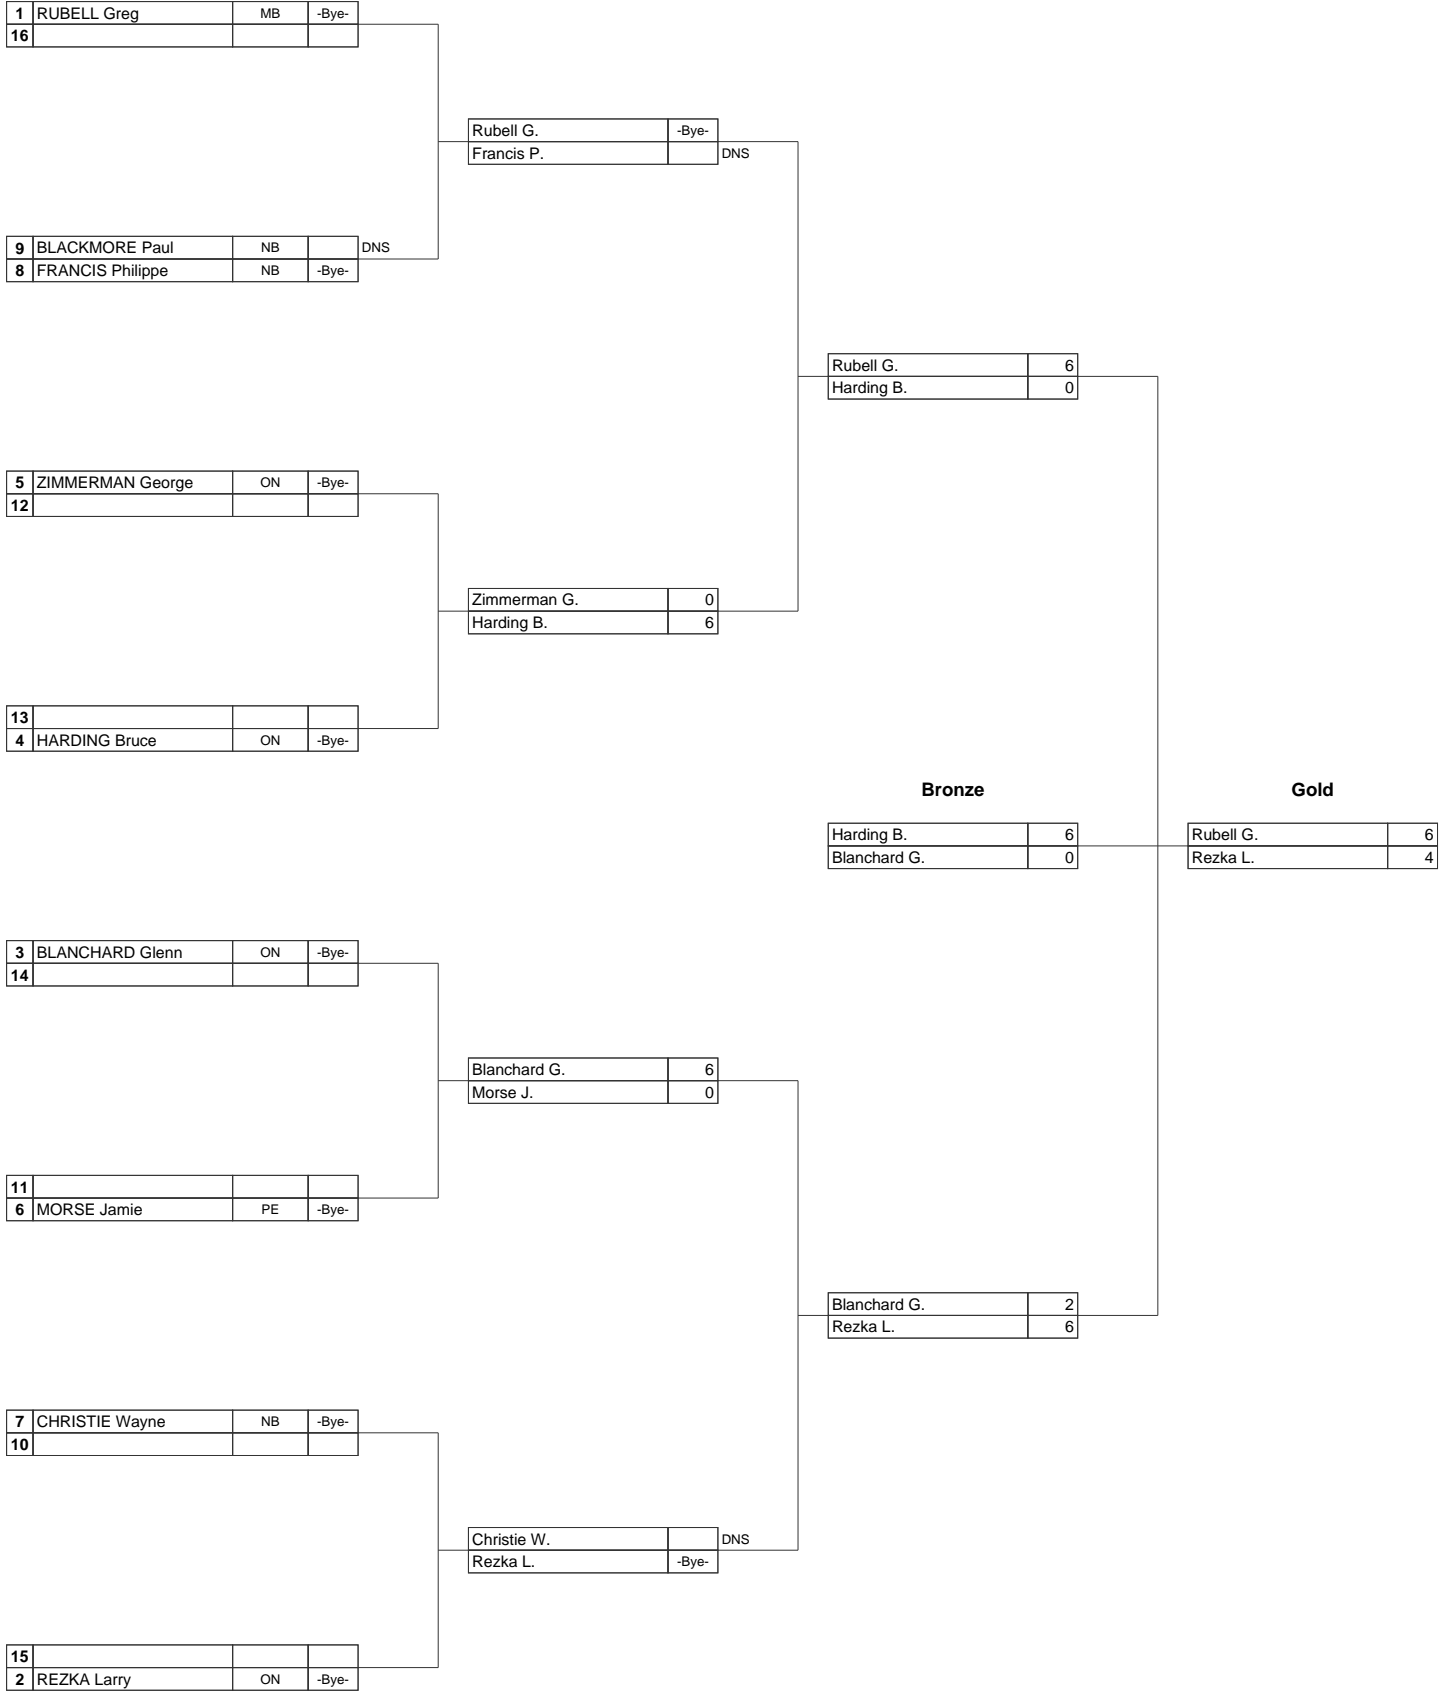 1 RUBELL Greg MB -Bye-
16
Rubell G. -Bye-
Francis P. DNS
9 BLACKMORE Paul NB DNS
8 FRANCIS Philippe NB -Bye-
Rubell G. 6
Harding B. 0
5 ZIMMERMAN George ON -Bye-
12
Zimmerman G. 0
Harding B. 6
13
4 HARDING Bruce ON -Bye-
Bronze Gold
Harding B. 6 Rubell G. 6
Blanchard G. 0 Rezka L. 4
3 BLANCHARD Glenn ON -Bye-
14
Blanchard G. 6
Morse J. 0
11
6 MORSE Jamie PE -Bye-
Blanchard G. 2
Rezka L. 6
7 CHRISTIE Wayne NB -Bye-
10
Christie W. DNS
Rezka L. -Bye-
15
2 REZKA Larry ON -Bye-